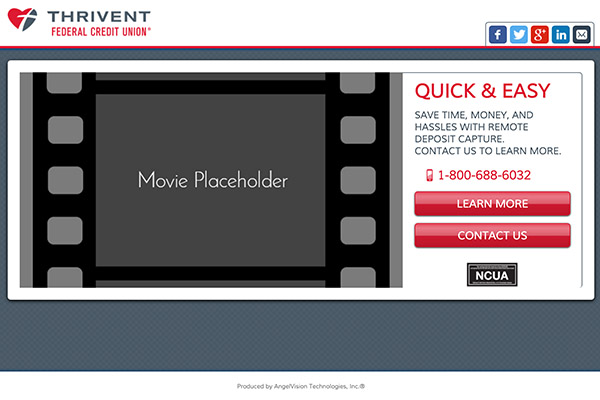 THRIVENT
FEDERAL CREDIT UNION®
f
g+
in
Movie Placeholder
QUICK & EASY
SAVE TIME, MONEY, AND
HASSLES WITH REMOTE
DEPOSIT CAPTURE.
CONTACT US TO LEARN MORE.
1-800-688-6032
LEARN MORE
CONTACT US
NCUA
Produced by AngelVision Technologies, Inc.®